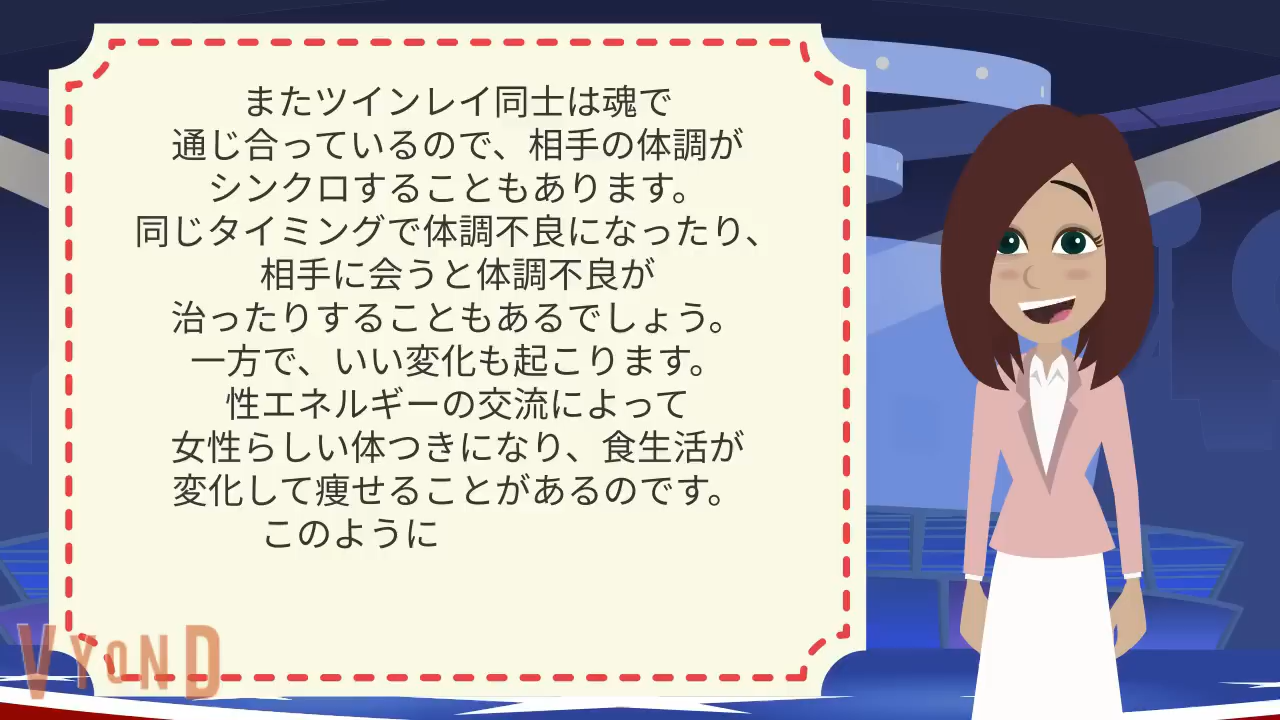 またツインレイ同士は魂で
通じ合っているので、相手の体調が
シンクロすることもあります。
同じタイミングで体調不良になったり、
相手に会うと体調不良が
治ったりすることもあるでしょう。
一方で、いい変化も起こります。
性エネルギーの交流によって
女性らしい体つきになり、食生活が
変化して痩せることがあるのです。
このように
VYOND